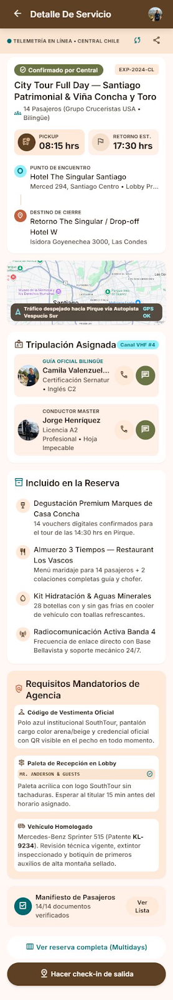 Detalle De Servicio
TELEMETRÍA EN LÍNEA • CENTRAL CHILE
Confirmado por Central
EXP-2024-CL
City Tour Full Day — Santiago
Patrimonial & Viña Concha y Toro
14 Pasajeros (Grupo Cruceristas USA •
Bilingüe)
PICKUP
08:15 hrs
RETORNO EST.
17:30 hrs
PUNTO DE ENCUENTRO
Hotel The Singular Santiago
Merced 294, Santiago Centro • Lobby Pr...
DESTINO DE CIERRE
Retorno The Singular / Drop-off
Hotel W
Isidora Goyenechea 3000, Las Condes
Museo de la Memoria y
los Derechos Humanos
Parque Inés
de Suárez
Santiago
Tráfico despejado hacia Pirque vía Autopista
Vespucio Sur
GPS
OK
Tripulación Asignada
Canal VHF #4
GUÍA OFICIAL BILINGÜE
Camila Valenzuel...
Certificación Sernatur
• Inglés C2
CONDUCTOR MASTER
Jorge Henríquez
Licencia A2
Profesional • Hoja
Impecable
Incluido en la Reserva
Degustación Premium Marques de
Casa Concha
14 vouchers digitales confirmados para
el tour de las 14:30 hrs en Pirque.
Almuerzo 3 Tiempos — Restaurant
Los Vascos
Menú maridaje para 14 pasajeros + 2
colaciones completas guía y chofer.
Kit Hidratación & Aguas Minerales
28 botellas con y sin gas frías en cooler
de vehículo con toallas refrescantes.
Radiocomunicación Activa Banda 4
Frecuencia de enlace directo con Base
Bellavista y soporte mecánico 24/7.
Requisitos Mandatorios de
Agencia
Código de Vestimenta Oficial
Polo azul institucional SouthTour, pantalón
cargo color arena/beige y credencial oficial
con QR visible en el pecho en todo momento.
Paleta de Recepción en Lobby
MR. ANDERSON & GUESTS
Paleta acrílica con logo SouthTour sin
tachaduras. Esperar al titular 15 min antes del
horario asignado.
Vehículo Homologado
Mercedes-Benz Sprinter 515 (Patente KL-
9234). Revisión técnica vigente, extintor
inspeccionado y botiquín de primeros
auxilios de alta montaña sellado.
Manifiesto de Pasajeros
14/14 documentos
verificados
Ver
Lista
Ver reserva completa (Multidays)
Hacer check-in de salida